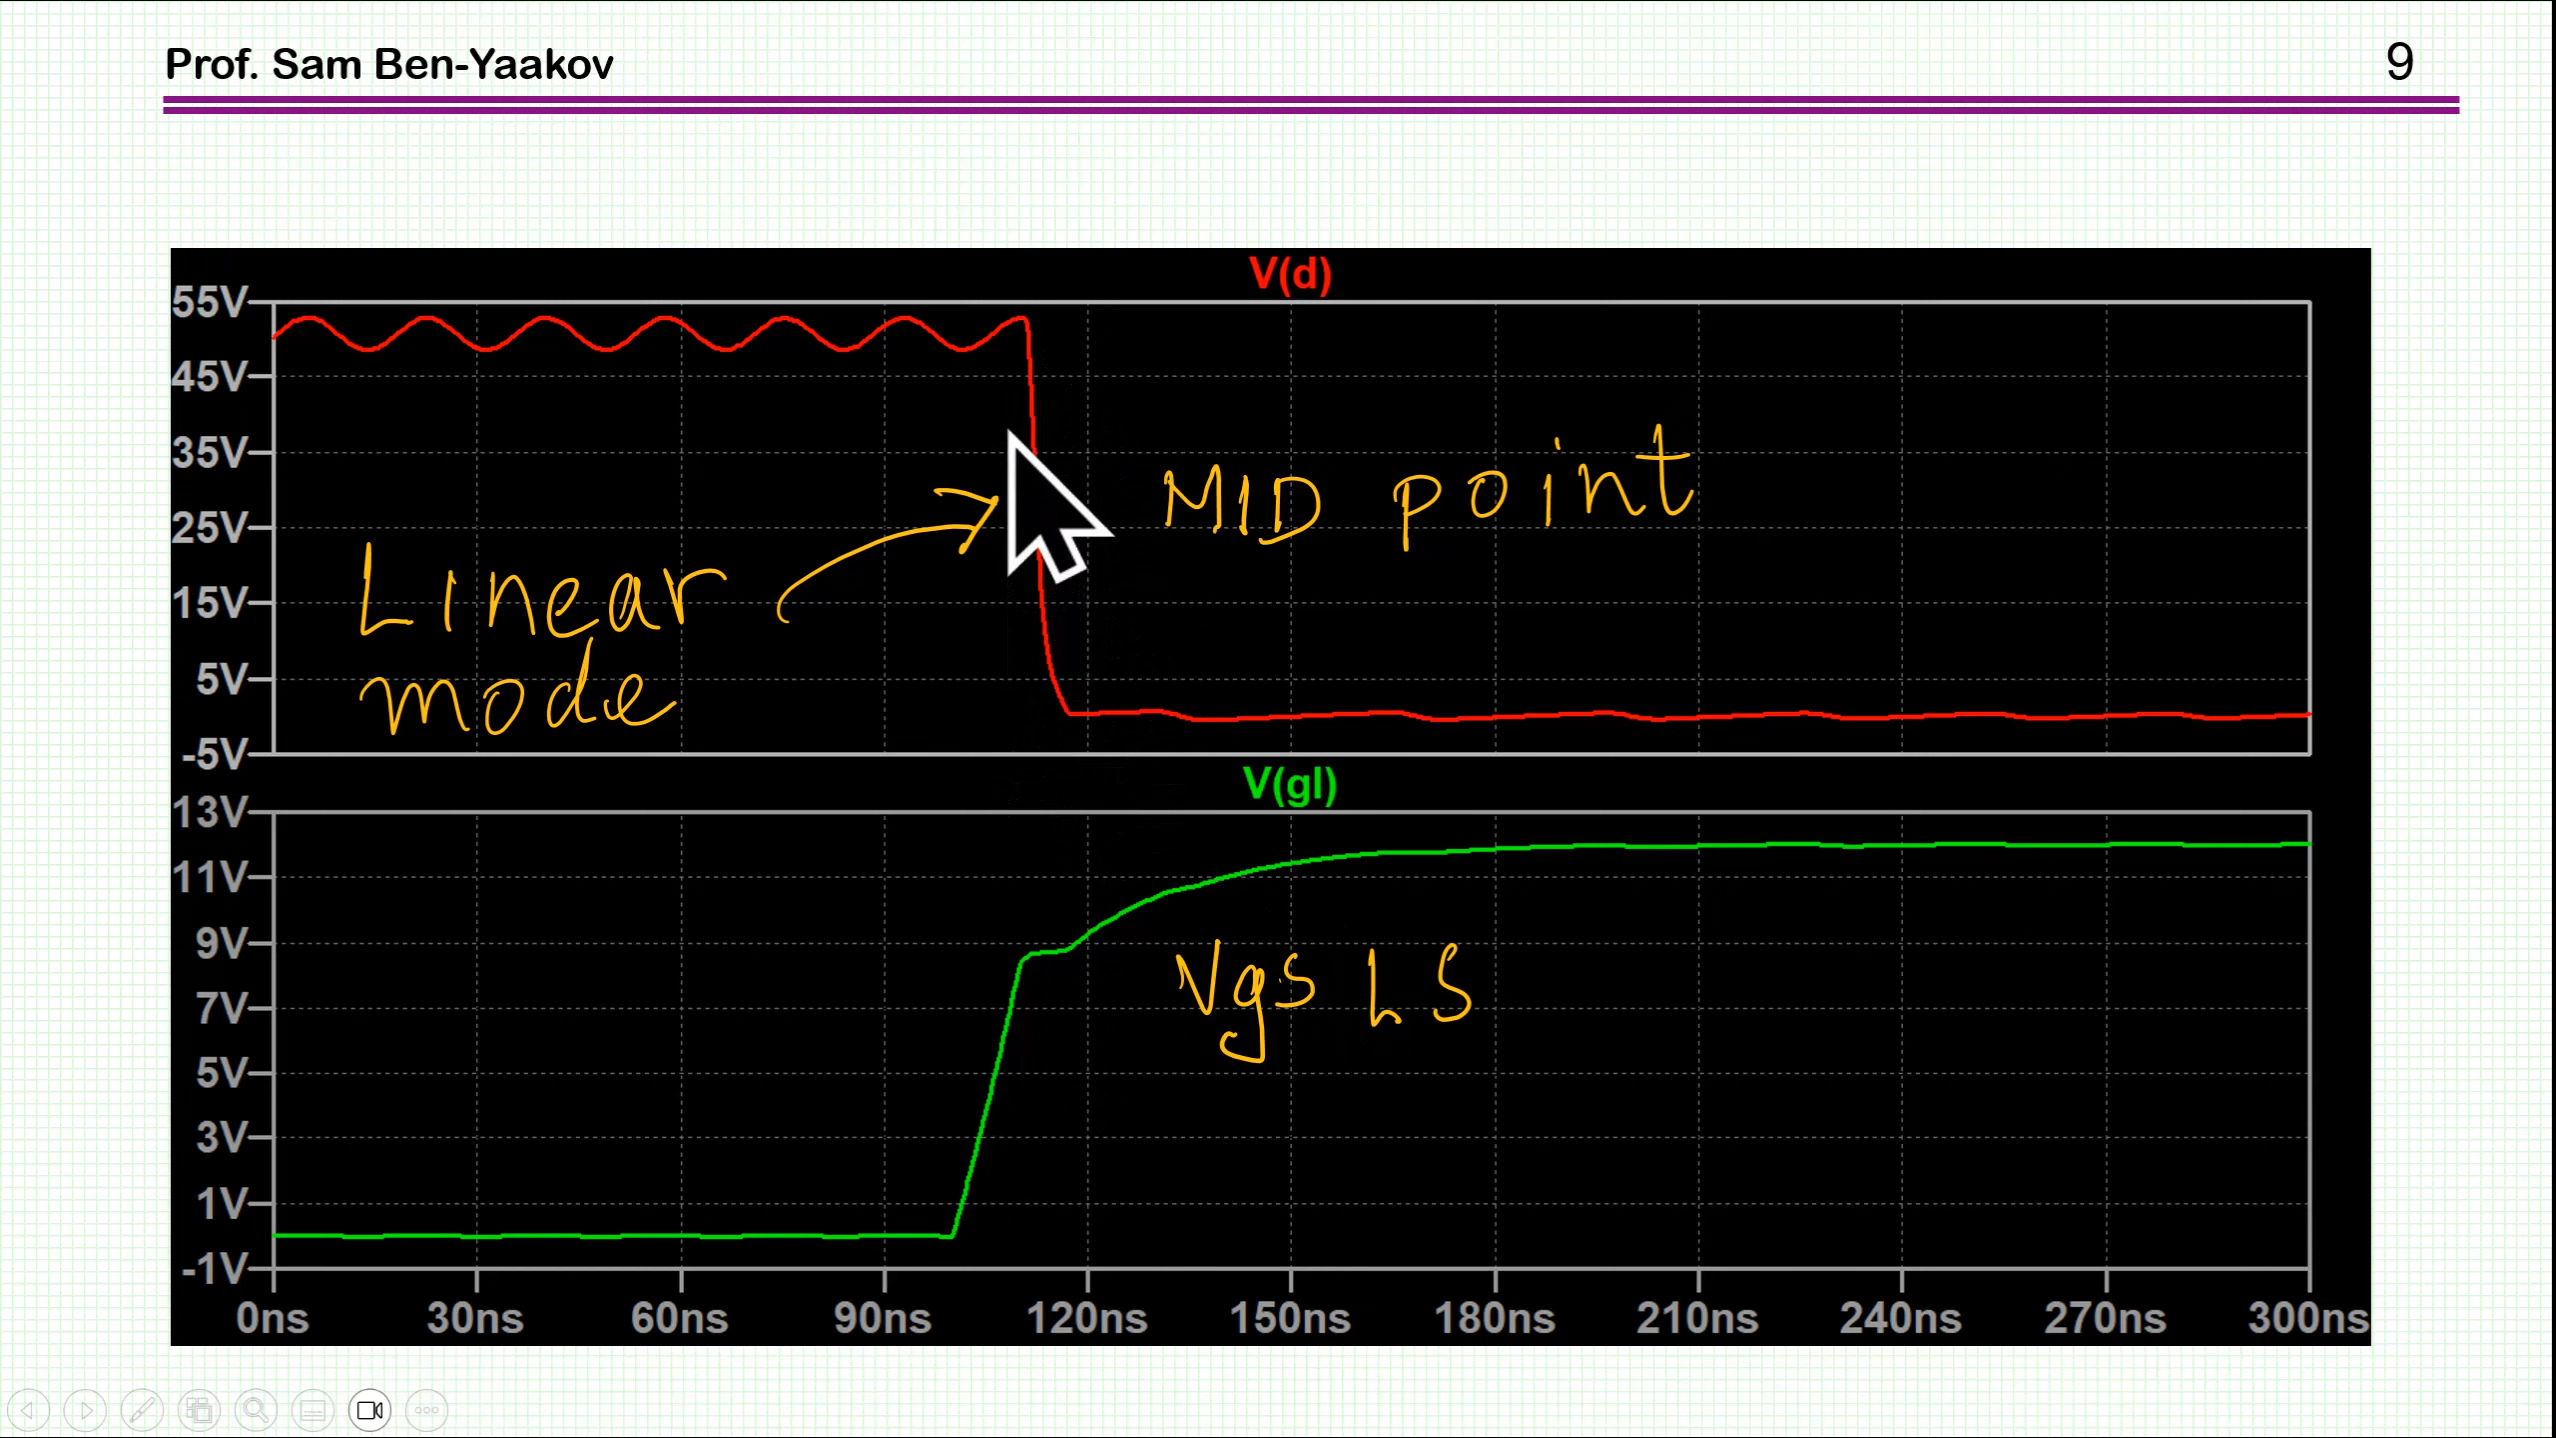 Prof. Sam Ben-Yaakov
9
V(d)
55V
45V
35V
25V
15V
5V
-5V
MID point
Linear
mode
V(gl)
13V
11V
9V
7V
5V
3V
1V
-1V
Vgs LS
0ns 30ns 60ns 90ns 120ns 150ns 180ns 210ns 240ns 270ns 300ns